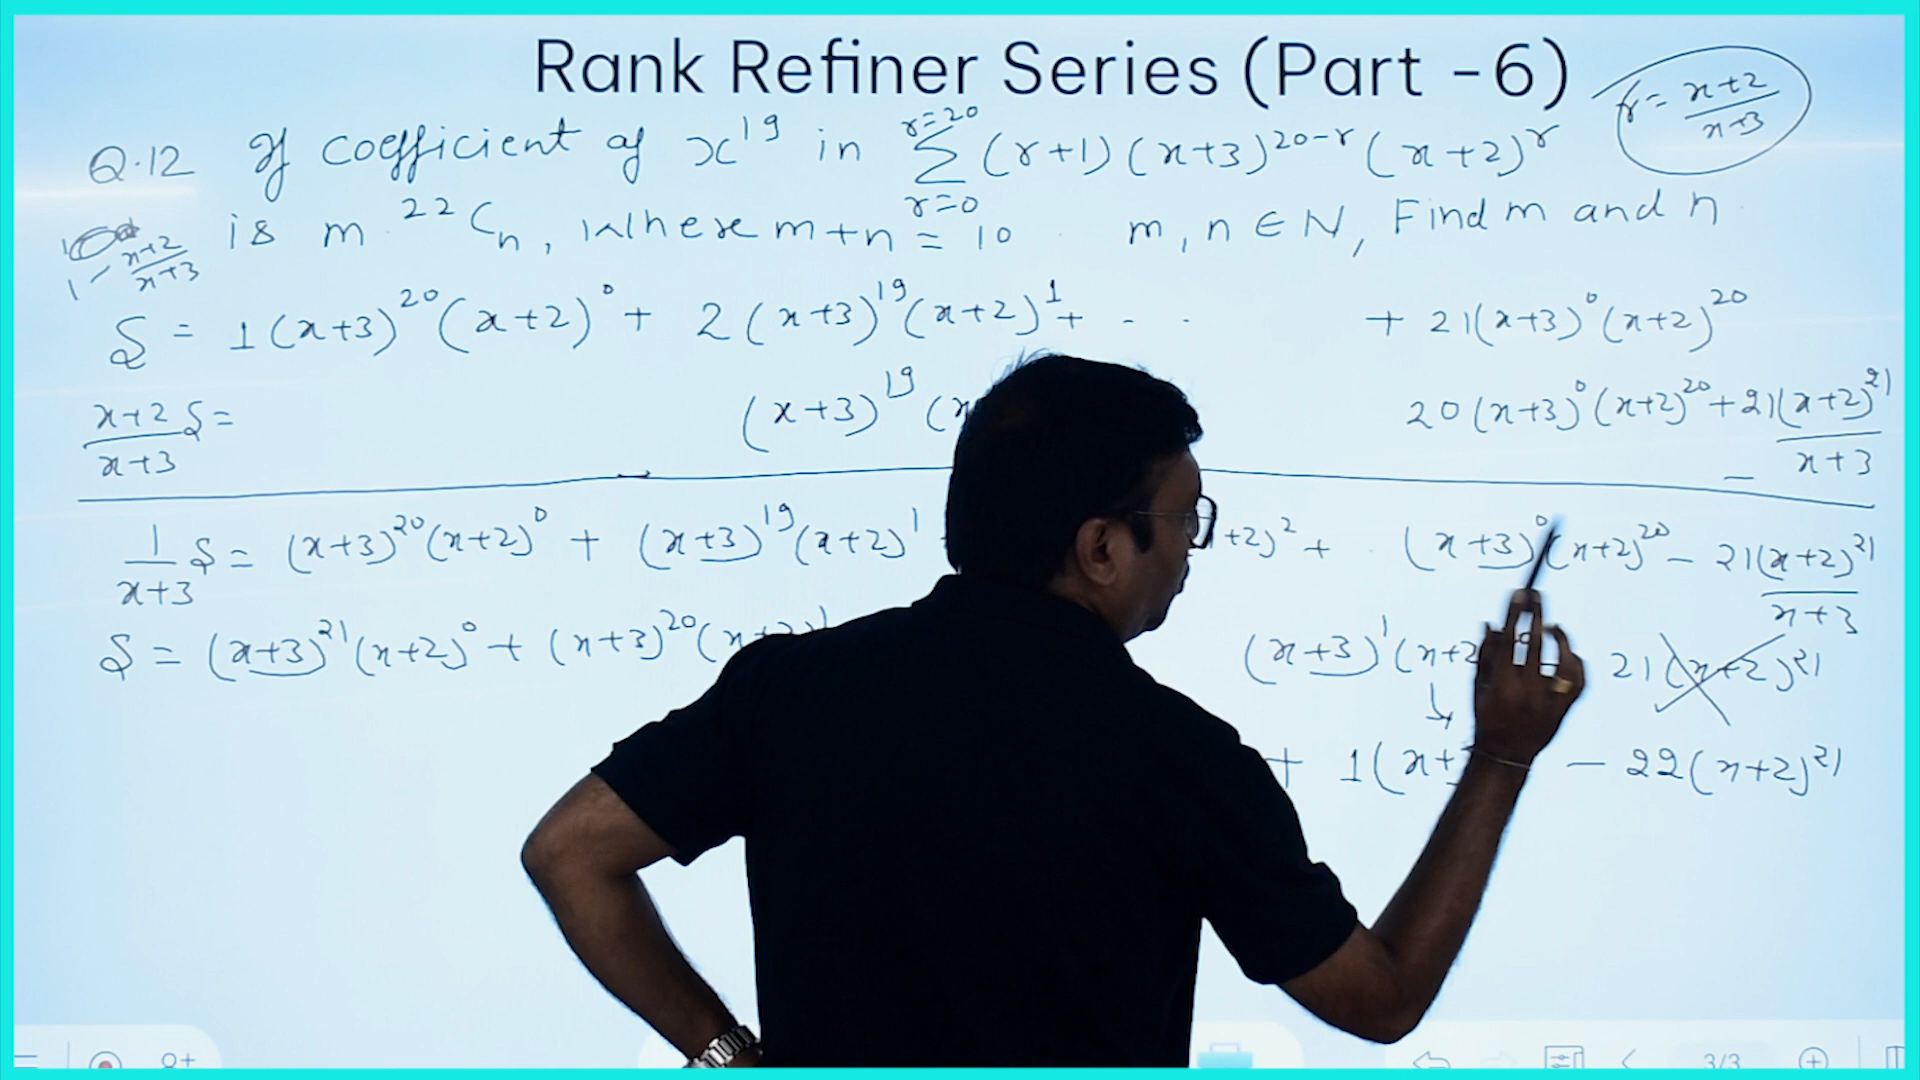 Rank Refiner Series (Part - 6)
r = x+2 / x+3
Q.12 If coefficient of x^19 in Σ_{r=0}^{r=20} (r+1)(x+3)^{20-r}(x+2)^r
is m ^22C_n, where m+n = 10 m, n ∈ N, Find m and n
1 - x+2 / x+3
S = 1(x+3)^20(x+2)^0 + 2(x+3)^19(x+2)^1 + . . + 21(x+3)^0(x+2)^20
x+2 / x+3 S = (x+3)^19 ( 20(x+3)^0(x+2)^20 + 21(x+2)^21 / x+3
1 / x+3 S = (x+3)^20(x+2)^0 + (x+3)^19(x+2)^1 +2)^2 + (x+3)^0(x+2)^20 - 21(x+2)^21 / x+3
S = (x+3)^21(x+2)^0 + (x+3)^20( (x+3)^1(x+2 - 21(x+2)^21
+ 1(x+ - 22(x+2)^21
3/3